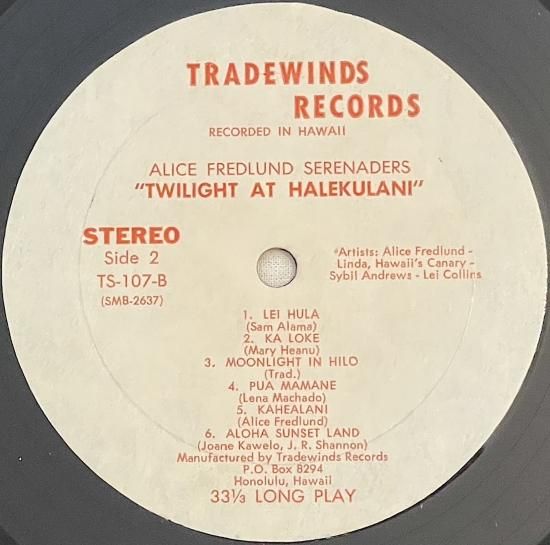 TRADEWINDS
RECORDS
RECORDED IN HAWAII
ALICE FREDLUND SERENADERS
"TWILIGHT AT HALEKULANI"
STEREO
Side 2
TS-107-B
(SMB-2637)
*Artists: Alice Fredlund -
Linda, Hawaii's Canary -
Sybil Andrews - Lei Collins
1. LEI HULA
(Sam Alama)
2. KA LOKE
(Mary Heanu)
3. MOONLIGHT IN HILO
(Trad.)
4. PUA MAMANE
(Lena Machado)
5. KAHEALANI
(Alice Fredlund)
6. ALOHA SUNSET LAND
(Joane Kawelo, J. R. Shannon)
Manufactured by Tradewinds Records
P.O. Box 8294
Honolulu, Hawaii
33⅓ LONG PLAY